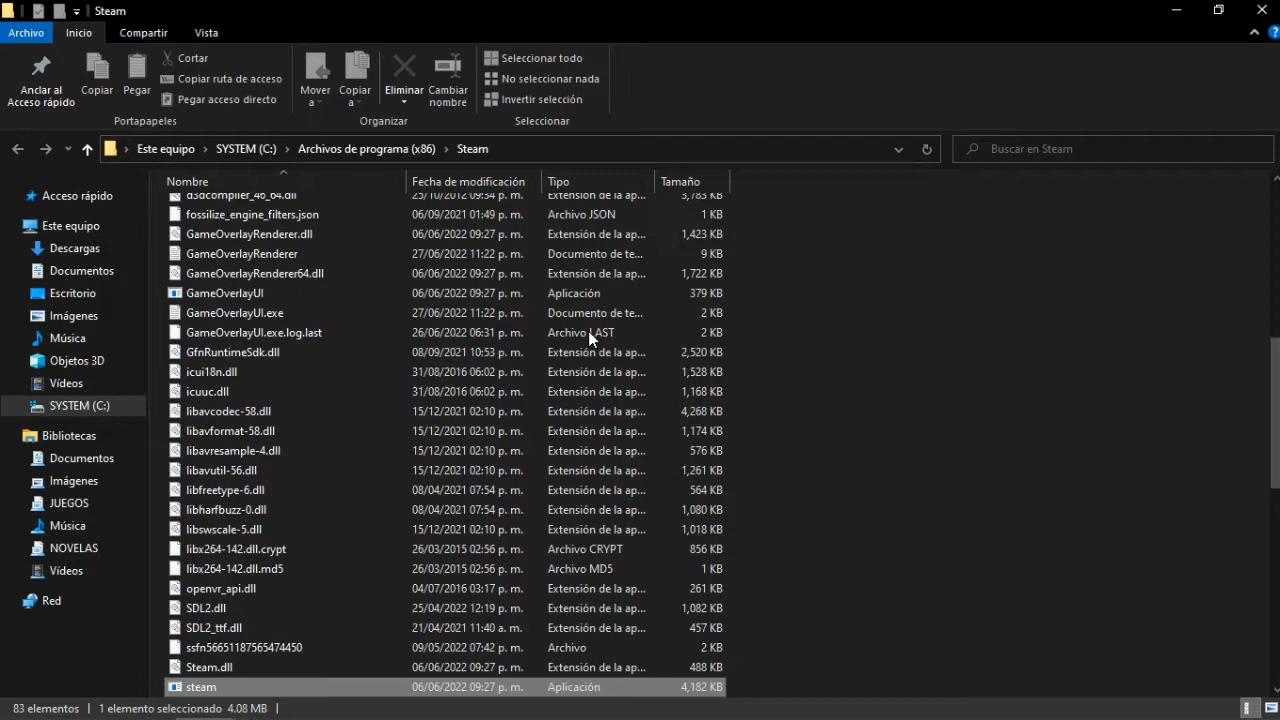 Steam
Archivo Inicio Compartir Vista
Anclar al Acceso rápido
Copiar
Pegar
Cortar
Copiar ruta de acceso
Pegar acceso directo
Portapapeles
Mover a
Copiar a
Eliminar
Cambiar nombre
Organizar
Seleccionar todo
No seleccionar nada
Invertir selección
Seleccionar
Este equipo > SYSTEM (C:) > Archivos de programa (x86) > Steam
Buscar en Steam
Acceso rápido
Este equipo
Descargas
Documentos
Escritorio
Imágenes
Música
Objetos 3D
Vídeos
SYSTEM (C:)
Bibliotecas
Documentos
Imágenes
JUEGOS
Música
NOVELAS
Vídeos
Red
Nombre Fecha de modificación Tipo Tamaño
d3dcompiler_46_64.dll 25/10/2012 09:34 p. m. Extensión de la ap... 3,783 KB
fossilize_engine_filters.json 06/09/2021 01:49 p. m. Archivo JSON 1 KB
GameOverlayRenderer.dll 06/06/2022 09:27 p. m. Extensión de la ap... 1,423 KB
GameOverlayRenderer 27/06/2022 11:22 p. m. Documento de te... 9 KB
GameOverlayRenderer64.dll 06/06/2022 09:27 p. m. Extensión de la ap... 1,722 KB
GameOverlayUI 06/06/2022 09:27 p. m. Aplicación 379 KB
GameOverlayUI.exe 27/06/2022 11:22 p. m. Documento de te... 2 KB
GameOverlayUI.exe.log.last 26/06/2022 06:31 p. m. Archivo LAST 2 KB
GfnRuntimeSdk.dll 08/09/2021 10:53 p. m. Extensión de la ap... 2,520 KB
icui18n.dll 31/08/2016 06:02 p. m. Extensión de la ap... 1,528 KB
icuuc.dll 31/08/2016 06:02 p. m. Extensión de la ap... 1,168 KB
libavcodec-58.dll 15/12/2021 02:10 p. m. Extensión de la ap... 4,268 KB
libavformat-58.dll 15/12/2021 02:10 p. m. Extensión de la ap... 1,174 KB
libavresample-4.dll 15/12/2021 02:10 p. m. Extensión de la ap... 576 KB
libavutil-56.dll 15/12/2021 02:10 p. m. Extensión de la ap... 1,261 KB
libfreetype-6.dll 08/04/2021 07:54 p. m. Extensión de la ap... 564 KB
libharfbuzz-0.dll 08/04/2021 07:54 p. m. Extensión de la ap... 1,080 KB
libswscale-5.dll 15/12/2021 02:10 p. m. Extensión de la ap... 1,018 KB
libx264-142.dll.crypt 26/03/2015 02:56 p. m. Archivo CRYPT 856 KB
libx264-142.dll.md5 26/03/2015 02:56 p. m. Archivo MD5 1 KB
openvr_api.dll 04/07/2016 03:17 p. m. Extensión de la ap... 261 KB
SDL2.dll 25/04/2022 12:19 p. m. Extensión de la ap... 1,082 KB
SDL2_ttf.dll 21/04/2021 11:40 a. m. Extensión de la ap... 457 KB
ssfn56651187565474450 09/05/2022 07:42 p. m. Archivo 2 KB
Steam.dll 06/06/2022 09:27 p. m. Extensión de la ap... 488 KB
steam 06/06/2022 09:27 p. m. Aplicación 4,182 KB
83 elementos 1 elemento seleccionado 4.08 MB